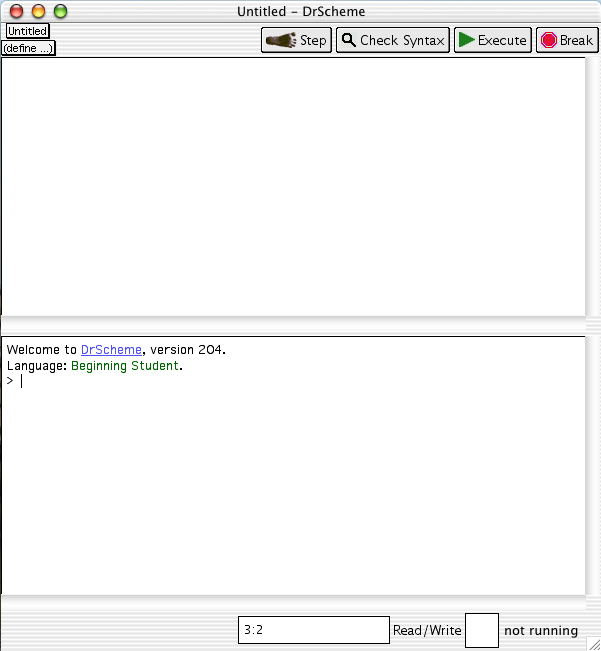 Untitled - DrScheme
Untitled
(define ...)
Step
Check Syntax
Execute
Break
Welcome to DrScheme, version 204.
Language: Beginning Student.
>
3:2
Read/Write
not running